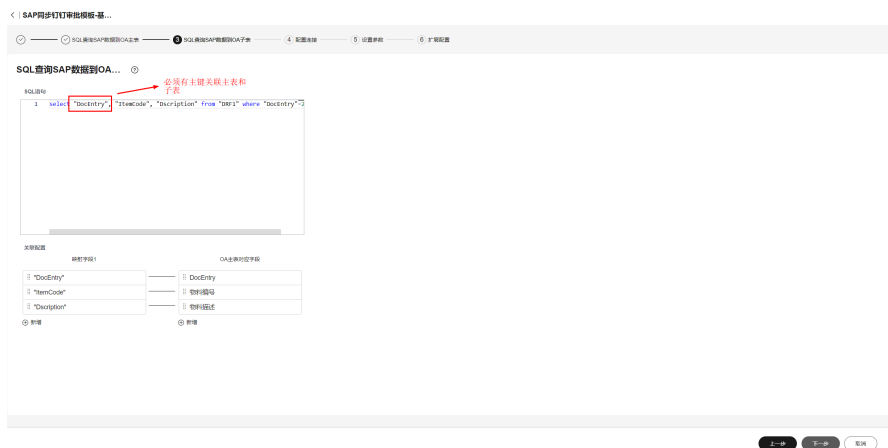 SAP同步钉钉审批模板-基...
SQL查询SAP数据到OA主表
3 SQL查询SAP数据到OA子表
4 配置连接
5 设置参数
6 扩展配置
SQL查询SAP数据到OA...
必须有主键关联主表和
子表
SQL语句
1 select "DocEntry", "ItemCode", "Dscription" from "DRF1" where "DocEntry"=
关联配置
映射字段1 OA主表对应字段
"DocEntry" DocEntry
"ItemCode" 物料编号
"Dscription" 物料描述
新增 新增
上一步 下一步 取消